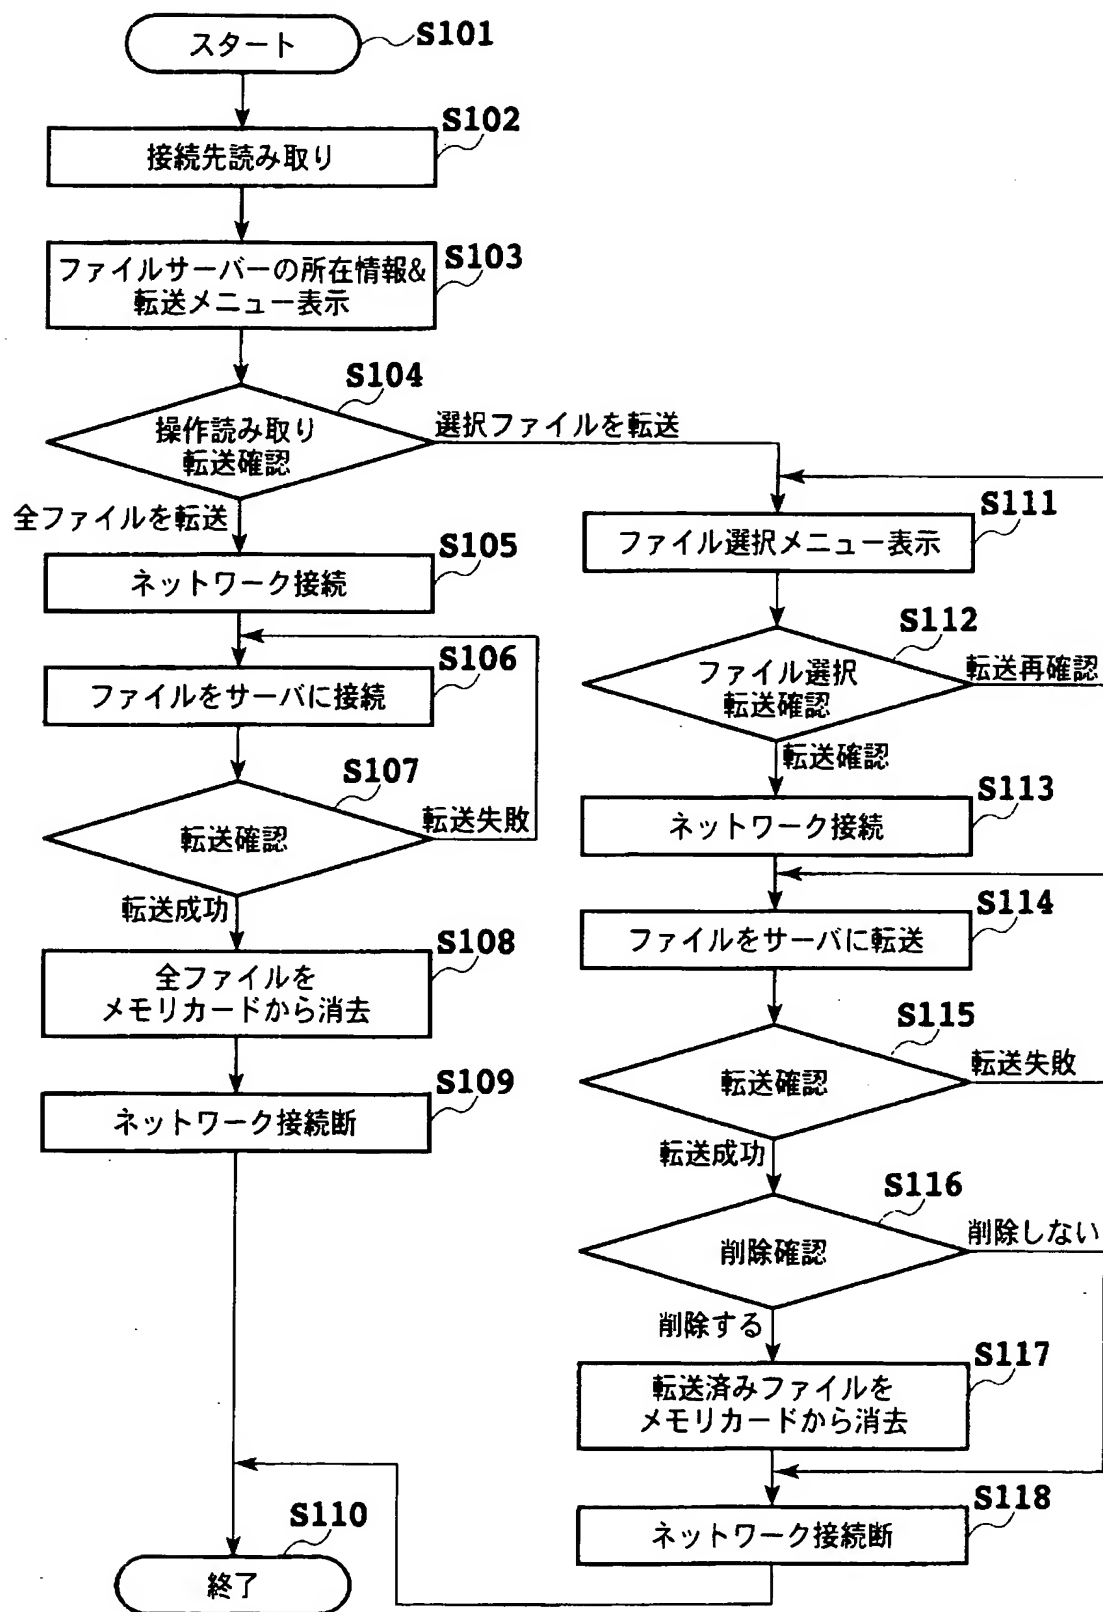 スタート
S101
S102
接続先読み取り
S103
ファイルサーバーの所在情報&
転送メニュー表示
S104
操作読み取り
転送確認
選択ファイルを転送
全ファイルを転送
S105
ネットワーク接続
S106
ファイルをサーバに接続
S107
転送確認
転送失敗
転送成功
S108
全ファイルを
メモリカードから消去
S109
ネットワーク接続断
S110
終了
S111
ファイル選択メニュー表示
S112
ファイル選択
転送確認
転送再確認
転送確認
S113
ネットワーク接続
S114
ファイルをサーバに転送
S115
転送確認
転送失敗
転送成功
S116
削除確認
削除しない
削除する
S117
転送済みファイルを
メモリカードから消去
S118
ネットワーク接続断